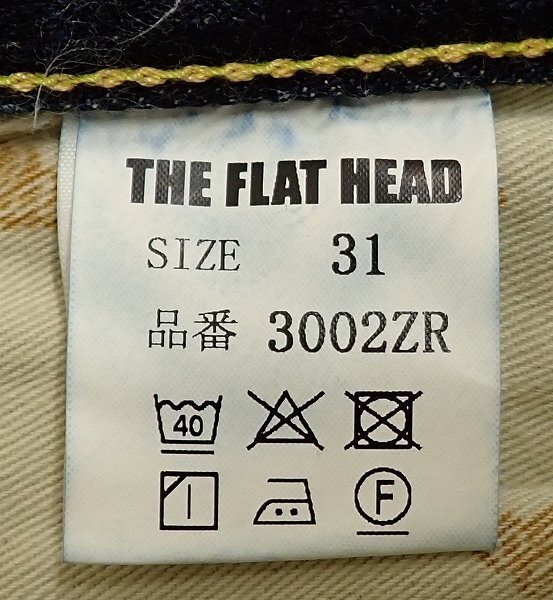 THE FLAT HEAD
SIZE 31
品番 3002ZR
40
F